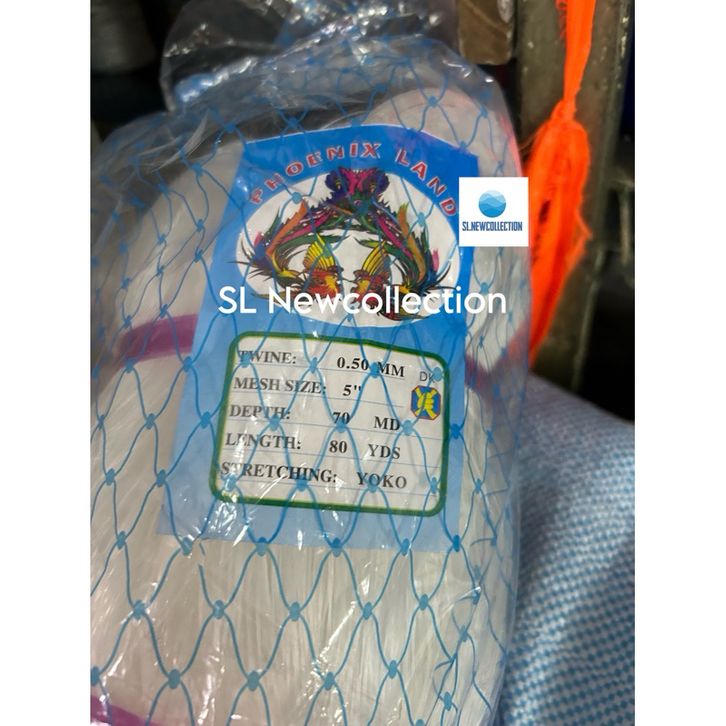 PHOENIX LAND
SL.NEWCOLLECTION
SL Newcollection
TWINE: 0.50 MM
DK
MESH SIZE: 5"
DEPTH: 70 MD
LENGTH: 80 YDS
STRETCHING: YOKO